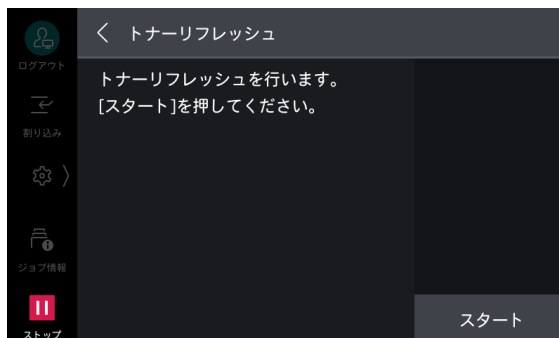 トナーリフレッシュ
ログアウト
トナーリフレッシュを行います。
[スタート]を押してください。
割り込み
ジョブ情報
ストップ
スタート